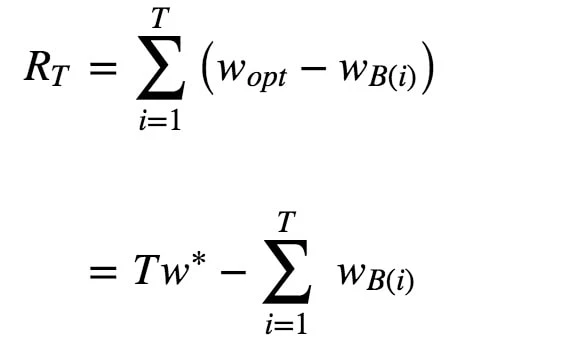 R_T = \sum_{i=1}^{T} (w_{opt} - w_{B(i)})
= Tw^* - \sum_{i=1}^{T} w_{B(i)}